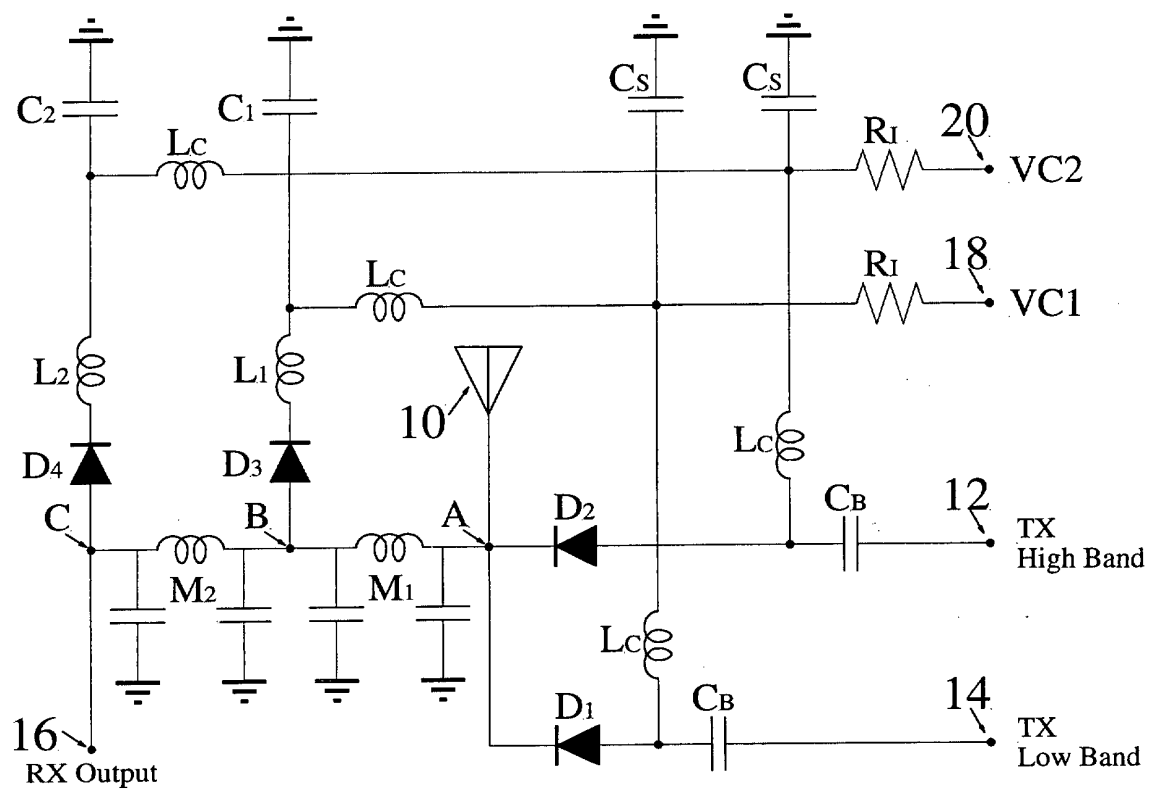 C2
C1
CS
CS
LC
RI
20
VC2
LC
RI
18
VC1
L2
L1
10
LC
D4
D3
C
B
A
D2
CB
12
TX
High Band
M2
M1
LC
D1
CB
14
TX
Low Band
16
RX Output